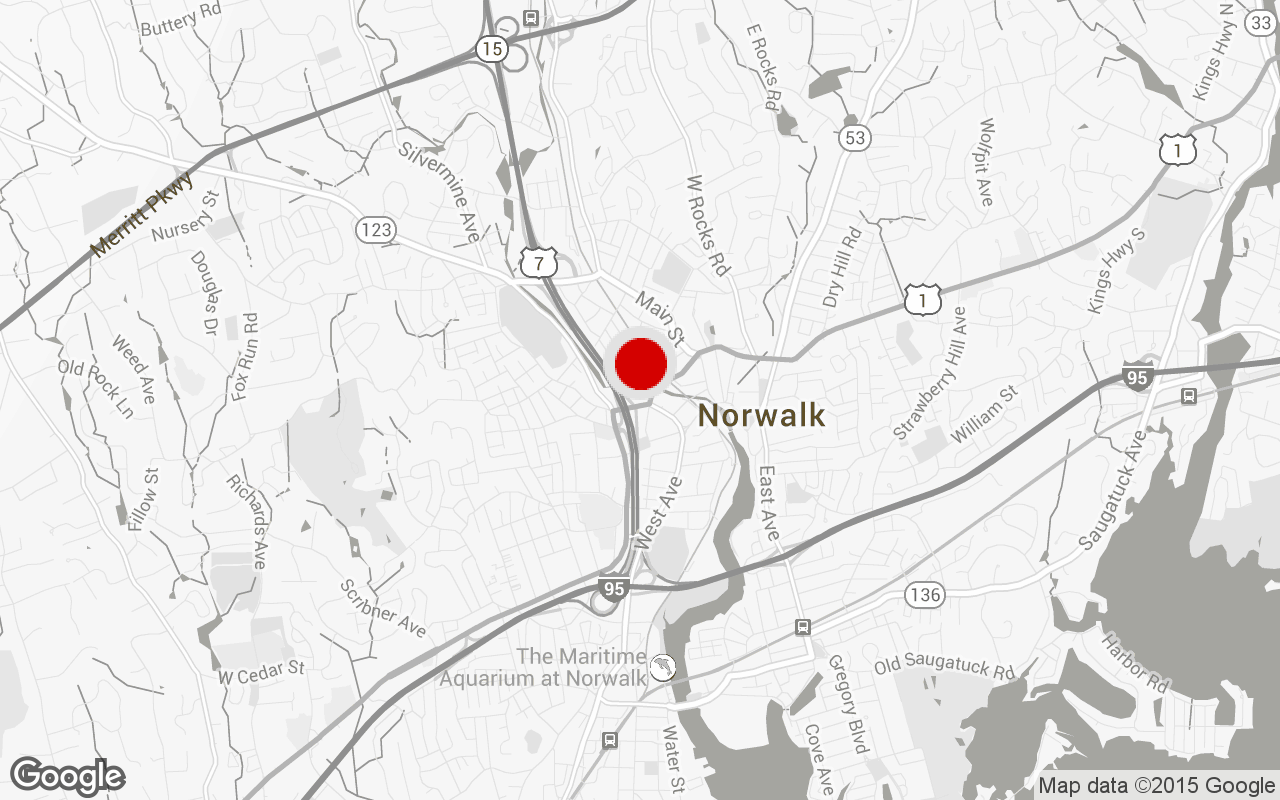 Buttery Rd
15
E Rocks Rd
Kings Hwy N
33
53
1
Silvermine Ave
Wolfpit Ave
Merritt Pkwy
Nursery St
123
W Rocks Rd
7
Dry Hill Rd
Kings Hwy S
Douglas Dr
Main St
1
Weed Ave
Old Rock Ln
Fox Run Rd
Strawberry Hill Ave
William St
95
Norwalk
Fillow St
Richards Ave
West Ave
East Ave
Saugatuck Ave
95
136
Scribner Ave
W Cedar St
The Maritime
Aquarium at Norwalk
Gregory Blvd
Old Saugatuck Rd
Harbor Rd
Water St
Cove Ave
Google
Map data ©2015 Google